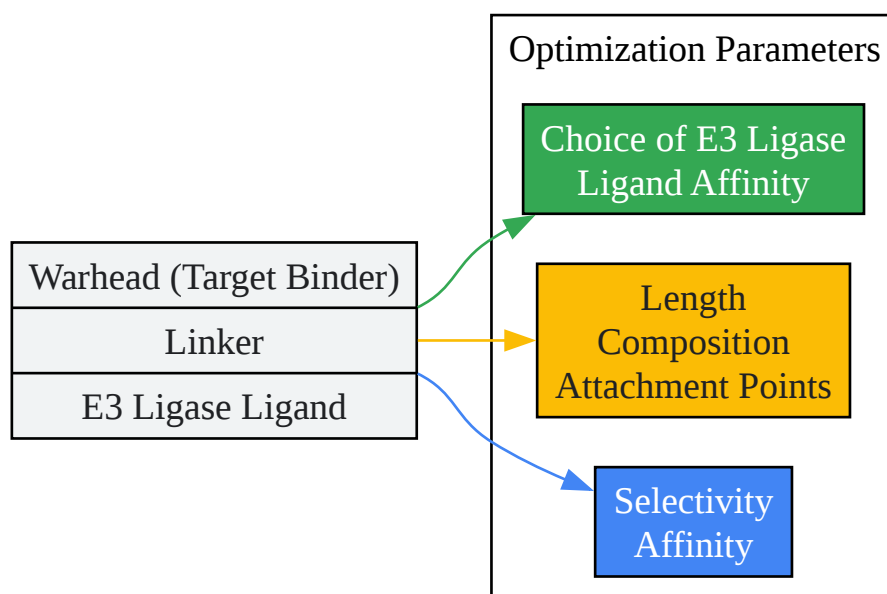 Optimization Parameters
Choice of E3 Ligase
Ligand Affinity
Warhead (Target Binder)
Linker
E3 Ligase Ligand
Length
Composition
Attachment Points
Selectivity
Affinity